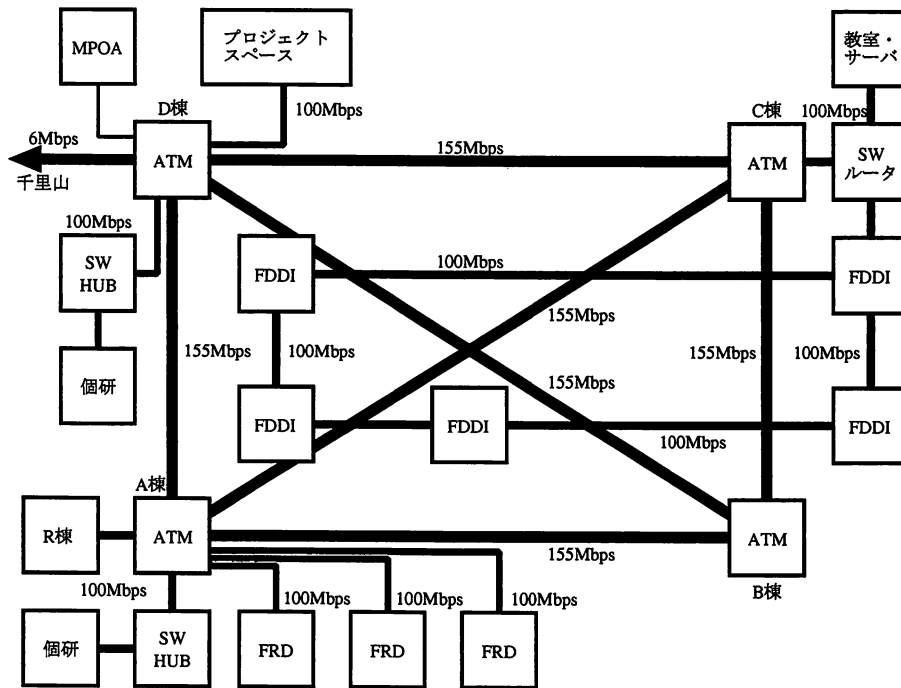 MPOA
プロジェクト
スペース
教室・
サーバ
100Mbps
D棟
C棟
100Mbps
6Mbps
ATM
155Mbps
ATM
SW
ルータ
千里山
100Mbps
SW
HUB
FDDI
100Mbps
FDDI
155Mbps
155Mbps
100Mbps
155Mbps
100Mbps
個研
155Mbps
FDDI
FDDI
100Mbps
FDDI
A棟
R棟
ATM
155Mbps
ATM
100Mbps
B棟
100Mbps
100Mbps
100Mbps
個研
SW
HUB
FRD
FRD
FRD